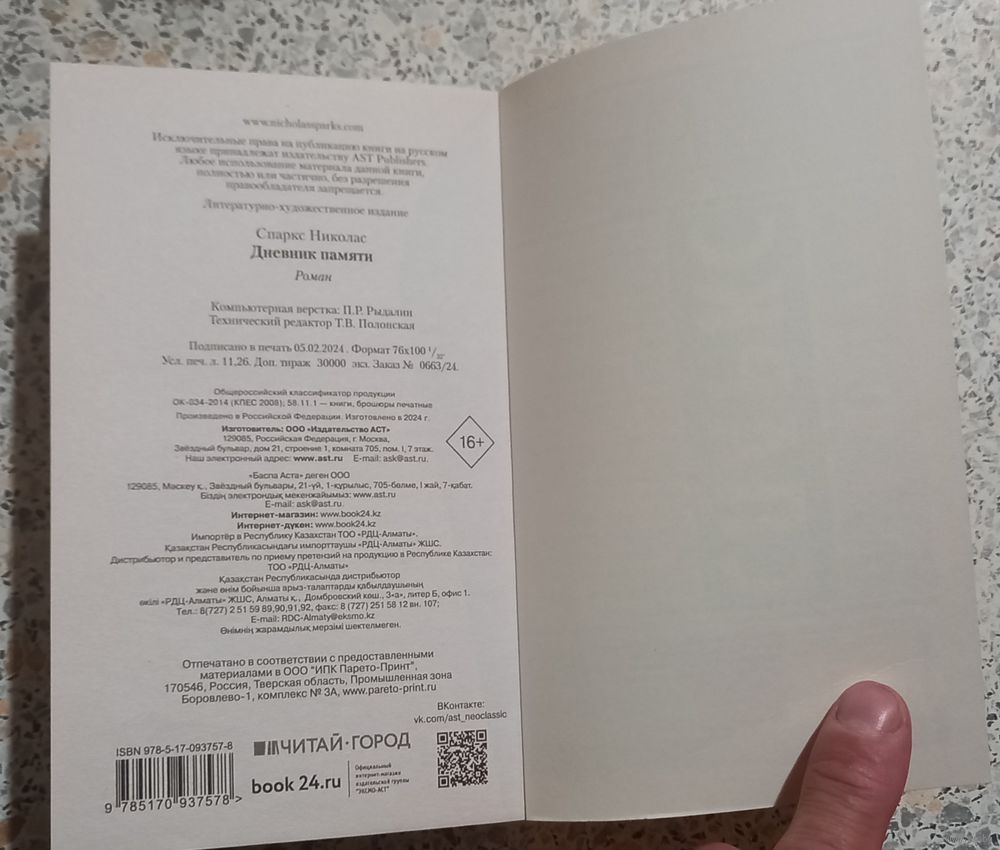 www.nicholassparks.com
Исключительные права на публикацию книги на русском
языке принадлежат издательству AST Publishers.
Любое использование материала данной книги,
полностью или частично, без разрешения
правообладателя запрещается.
Литературно-художественное издание
Спаркс Николас
Дневник памяти
Роман
Компьютерная верстка: П.Р. Рыдалин
Технический редактор Т.В. Полонская
Подписано в печать 05.02.2024. Формат 76х100 1/32.
Усл. печ. л. 11,26. Доп. тираж 30000 экз. Заказ № 0663/24.
Общероссийский классификатор продукции
ОК-034-2014 (КПЕС 2008); 58.11.1 — книги, брошюры печатные
Произведено в Российской Федерации. Изготовлено в 2024 г.
Изготовитель: ООО «Издательство АСТ»
129085, Российская Федерация, г. Москва,
Звёздный бульвар, дом 21, строение 1, комната 705, пом. I, 7 этаж.
Наш электронный адрес: www.ast.ru E-mail: ask@ast.ru.
16+
«Баспа Аста» деген ООО
129085, Мәскеу қ., Звёздный бульвары, 21-үй, 1-құрылыс, 705-бөлме, I жай, 7-қабат.
Біздің электрондық мекенжайымыз: www.ast.ru
E-mail: ask@ast.ru
Интернет-магазин: www.book24.kz
Интернет-дүкен: www.book24.kz
Импортёр в Республику Казахстан ТОО «РДЦ-Алматы».
Қазақстан Республикасындағы импорттаушы «РДЦ-Алматы» ЖШС.
Дистрибьютор и представитель по приему претензий на продукцию в Республике Казахстан:
ТОО «РДЦ-Алматы»
Қазақстан Республикасында дистрибьютор
және өнім бойынша арыз-талаптарды қабылдаушының
өкілі «РДЦ-Алматы» ЖШС, Алматы қ., Домбровский көш., 3«а», литер Б, офис 1.
Тел.: 8(727) 2 51 59 89,90,91,92, факс: 8 (727) 251 58 12 вн. 107;
E-mail: RDC-Almaty@eksmo.kz
Өнімнің жарамдылық мерзімі шектелмеген.
Отпечатано в соответствии с предоставленными
материалами в ООО "ИПК Парето-Принт",
170546, Россия, Тверская область, Промышленная зона
Боровлево-1, комплекс № 3А, www.pareto-print.ru
ВКонтакте:
vk.com/ast_neoclassic
ISBN 978-5-17-093757-8
9 785170 937578 >
ЧИТАЙ·ГОРОД
book 24.ru
Официальный
интернет-магазин
издательской группы
"ЭКСМО-АСТ"